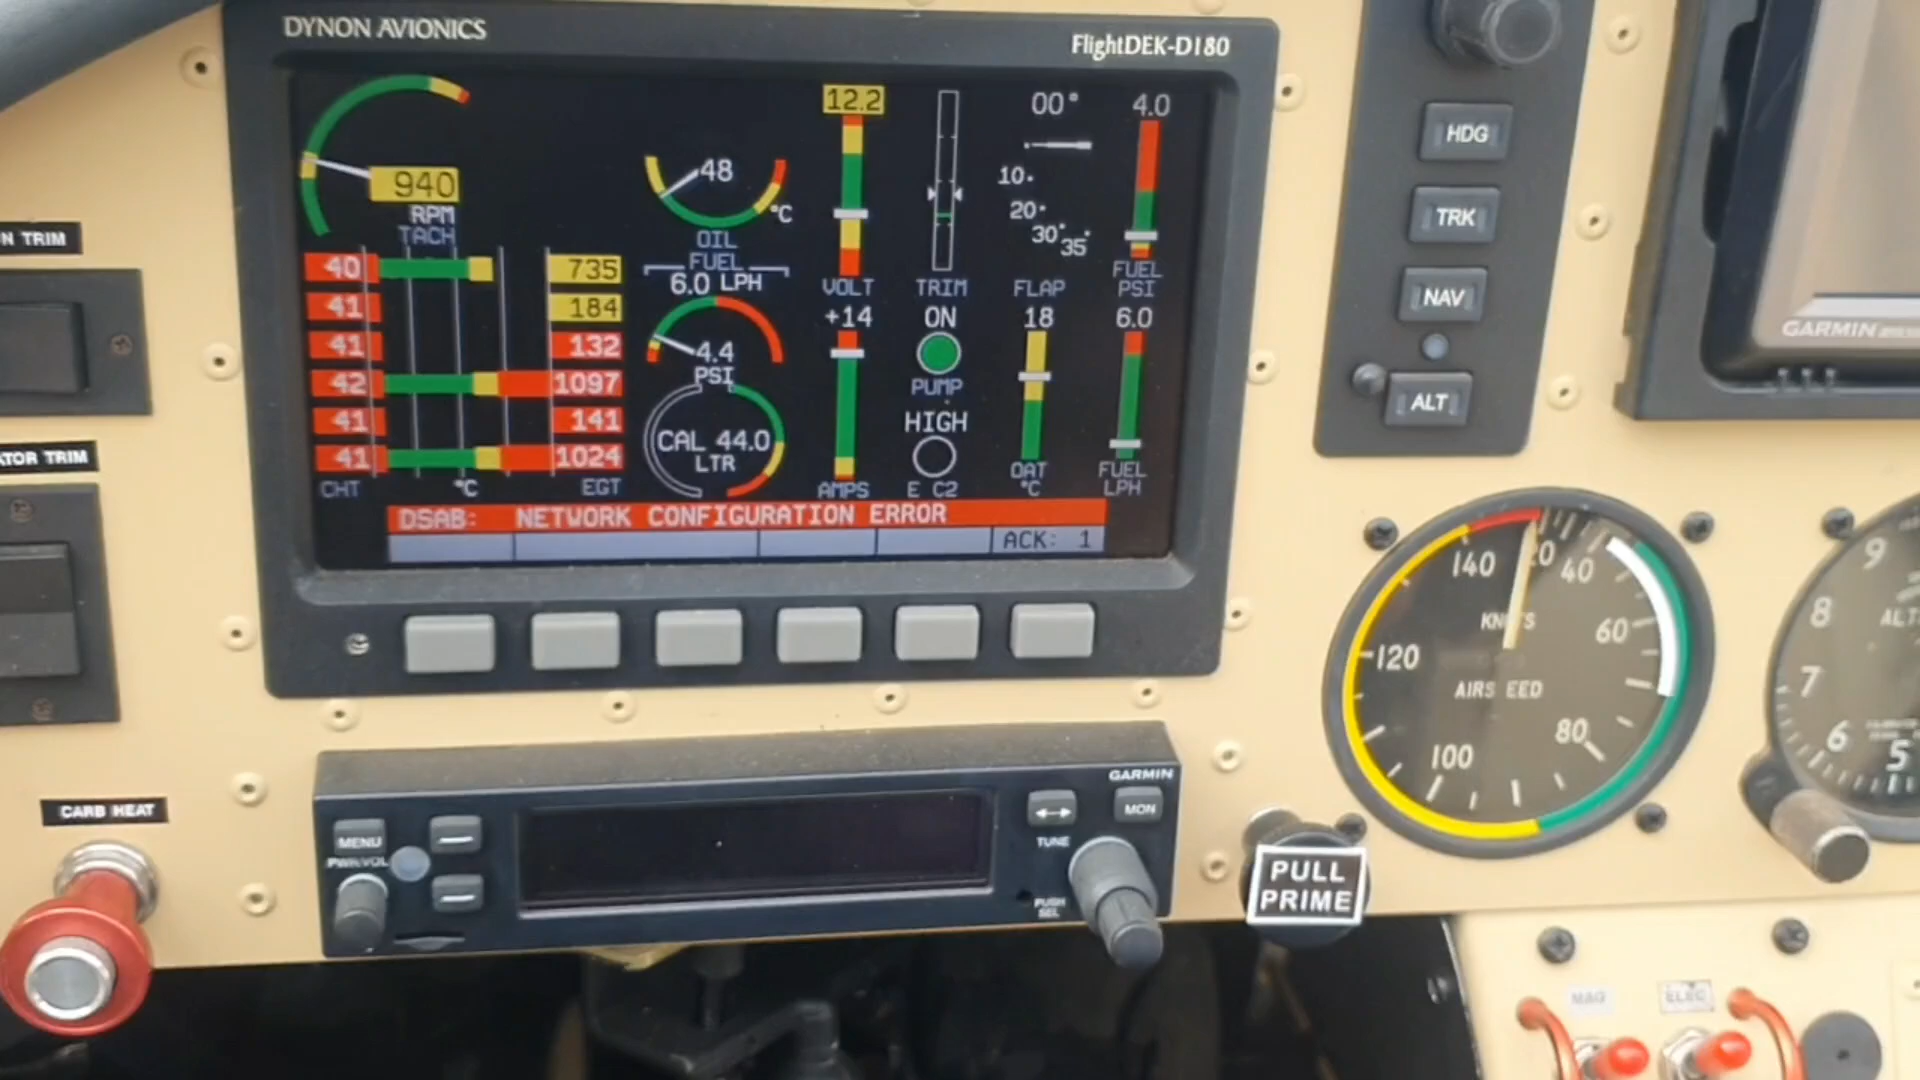 DYNON AVIONICS
FlightDEK-D180
940
RPM
TACH
48
°C
OIL
FUEL
6.0 LPH
4.4
PSI
CAL 44.0
LTR
12.2
VOLT
+14
AMPS
TRIM
ON
PUMP
HIGH
E C2
00°
10
20
30
35°
FLAP
18
OAT
°C
4.0
FUEL
PSI
6.0
FUEL
LPH
40 735
41 184
41 132
42 1097
41 141
41 1024
CHT °C EGT
DSAB: NETWORK CONFIGURATION ERROR
ACK: 1
HDG
TRK
NAV
ALT
GARMIN
N TRIM
ATOR TRIM
CARB HEAT
GARMIN
MENU
PWR/VOL
MON
TUNE
PUSH
SEL
PULL
PRIME
140 20 40
KNOTS
60
120
AIRSPEED
80
100
9
8
ALT
7
6
5
MAG
ELEC